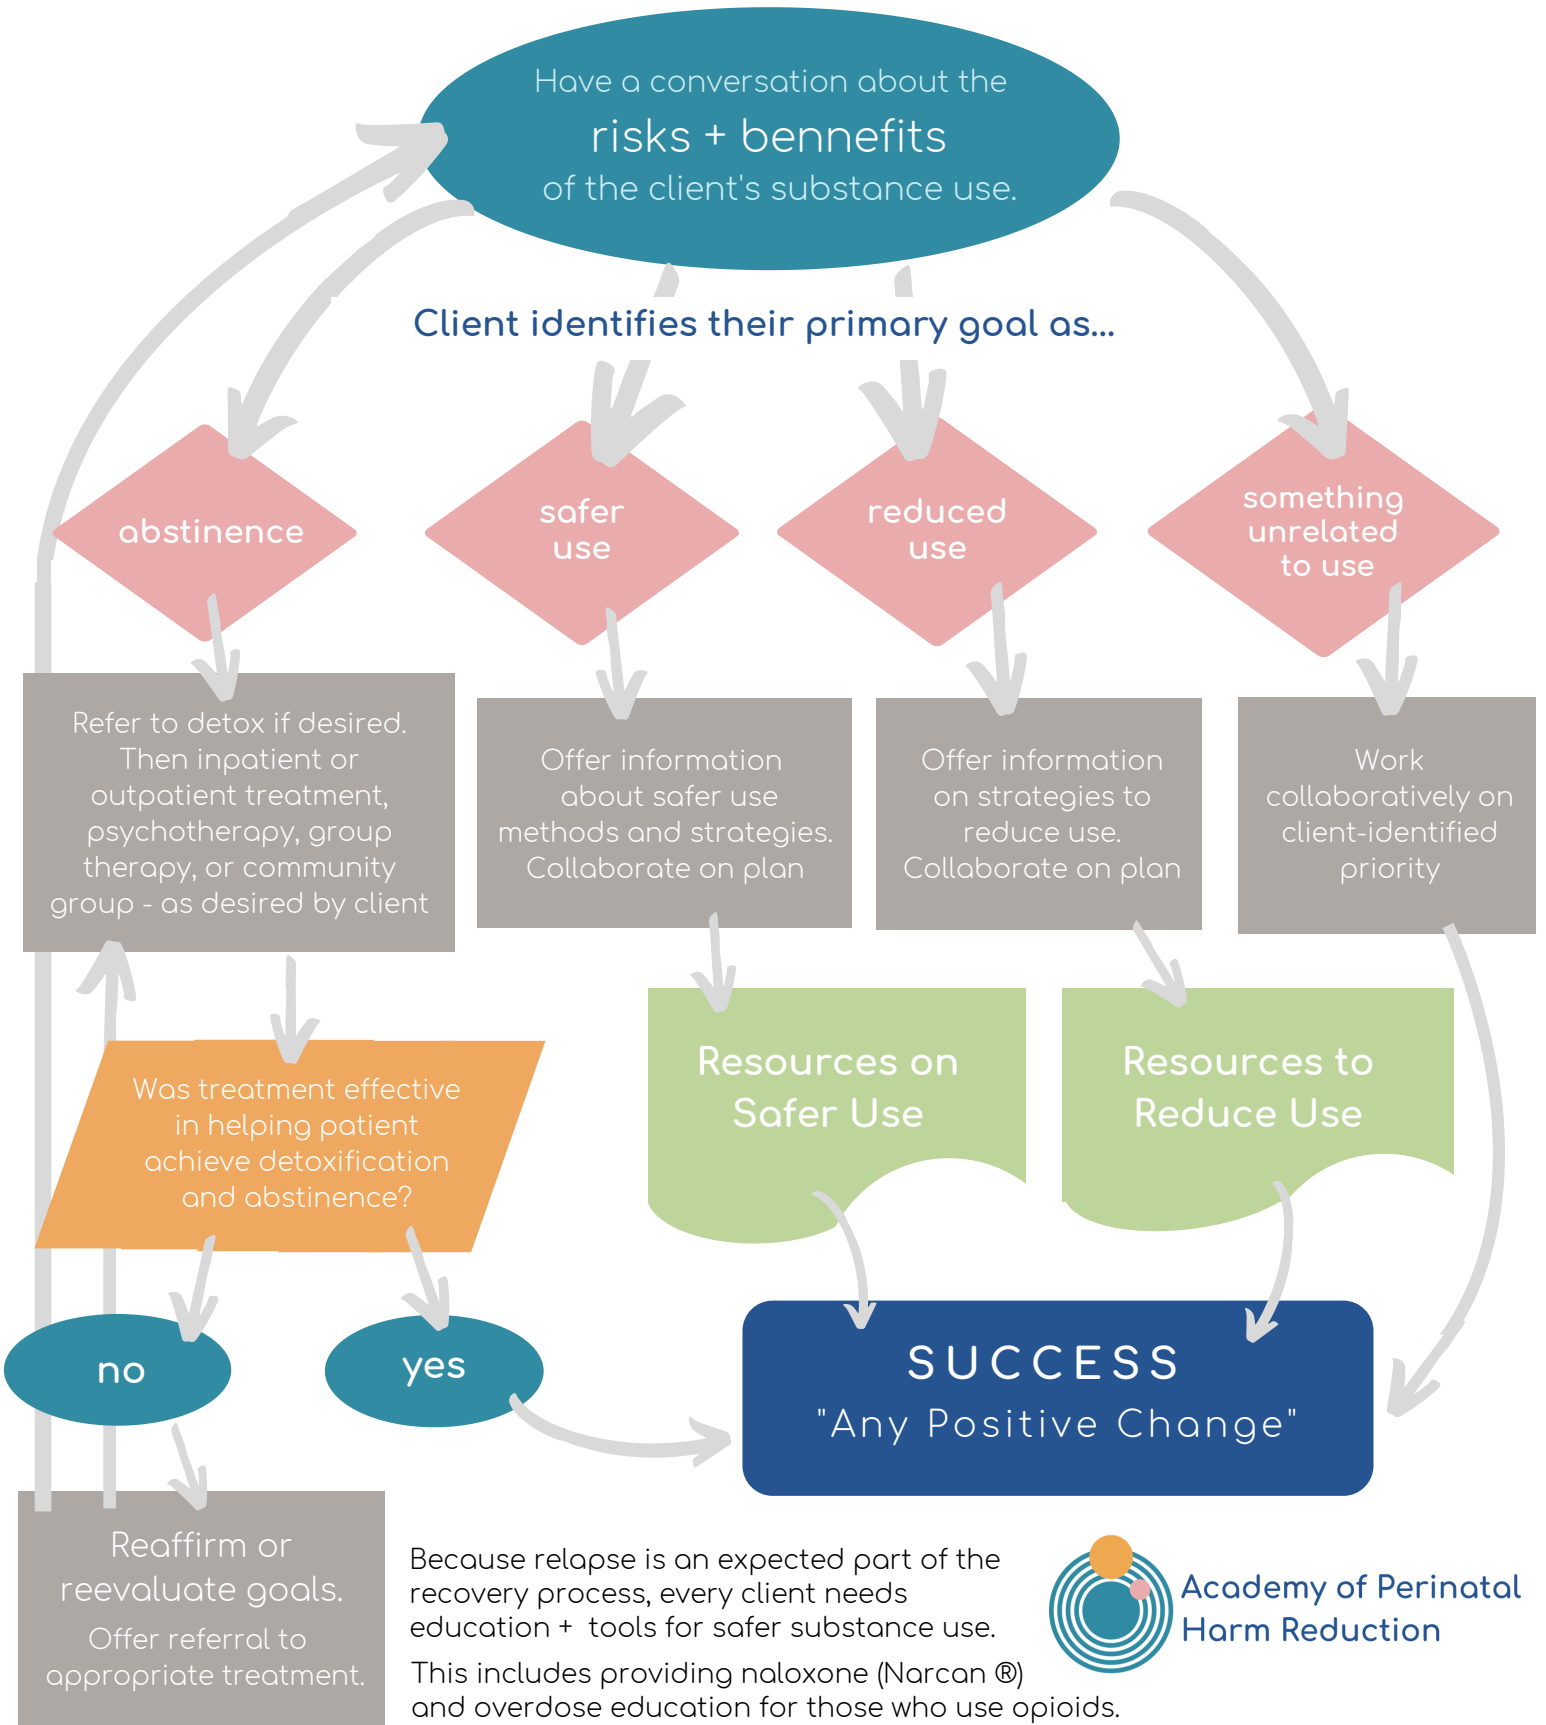 Have a conversation about the
risks + bennefits
of the client's substance use.
Client identifies their primary goal as...
abstinence
safer
use
reduced
use
something
unrelated
to use
Refer to detox if desired.
Then inpatient or
outpatient treatment,
psychotherapy, group
therapy, or community
group - as desired by client
Offer information
about safer use
methods and strategies.
Collaborate on plan
Offer information
on strategies to
reduce use.
Collaborate on plan
Work
collaboratively on
client-identified
priority
Was treatment effective
in helping patient
achieve detoxification
and abstinence?
Resources on
Safer Use
Resources to
Reduce Use
no
yes
SUCCESS
"Any Positive Change"
Reaffirm or
reevaluate goals.
Offer referral to
appropriate treatment.
Because relapse is an expected part of the
recovery process, every client needs
education + tools for safer substance use.
This includes providing naloxone (Narcan ®)
and overdose education for those who use opioids.
Academy of Perinatal
Harm Reduction